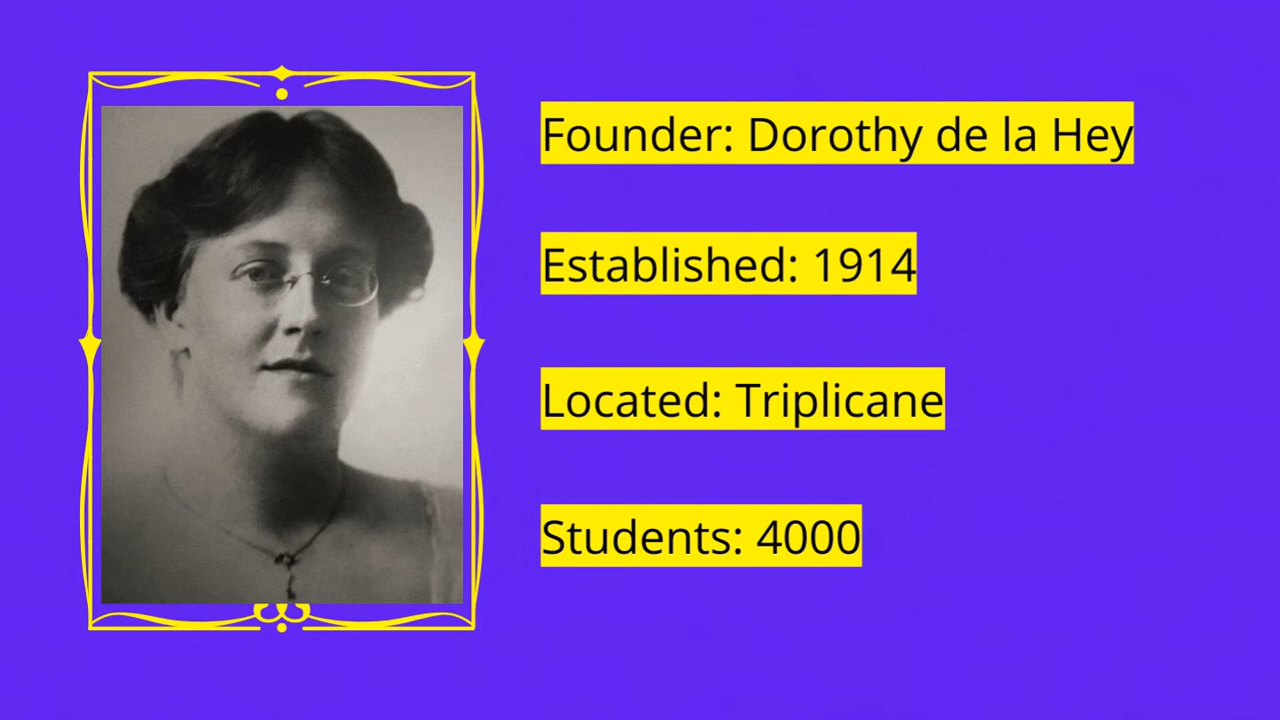 Founder: Dorothy de la Hey
Established: 1914
Located: Triplicane
Students: 4000